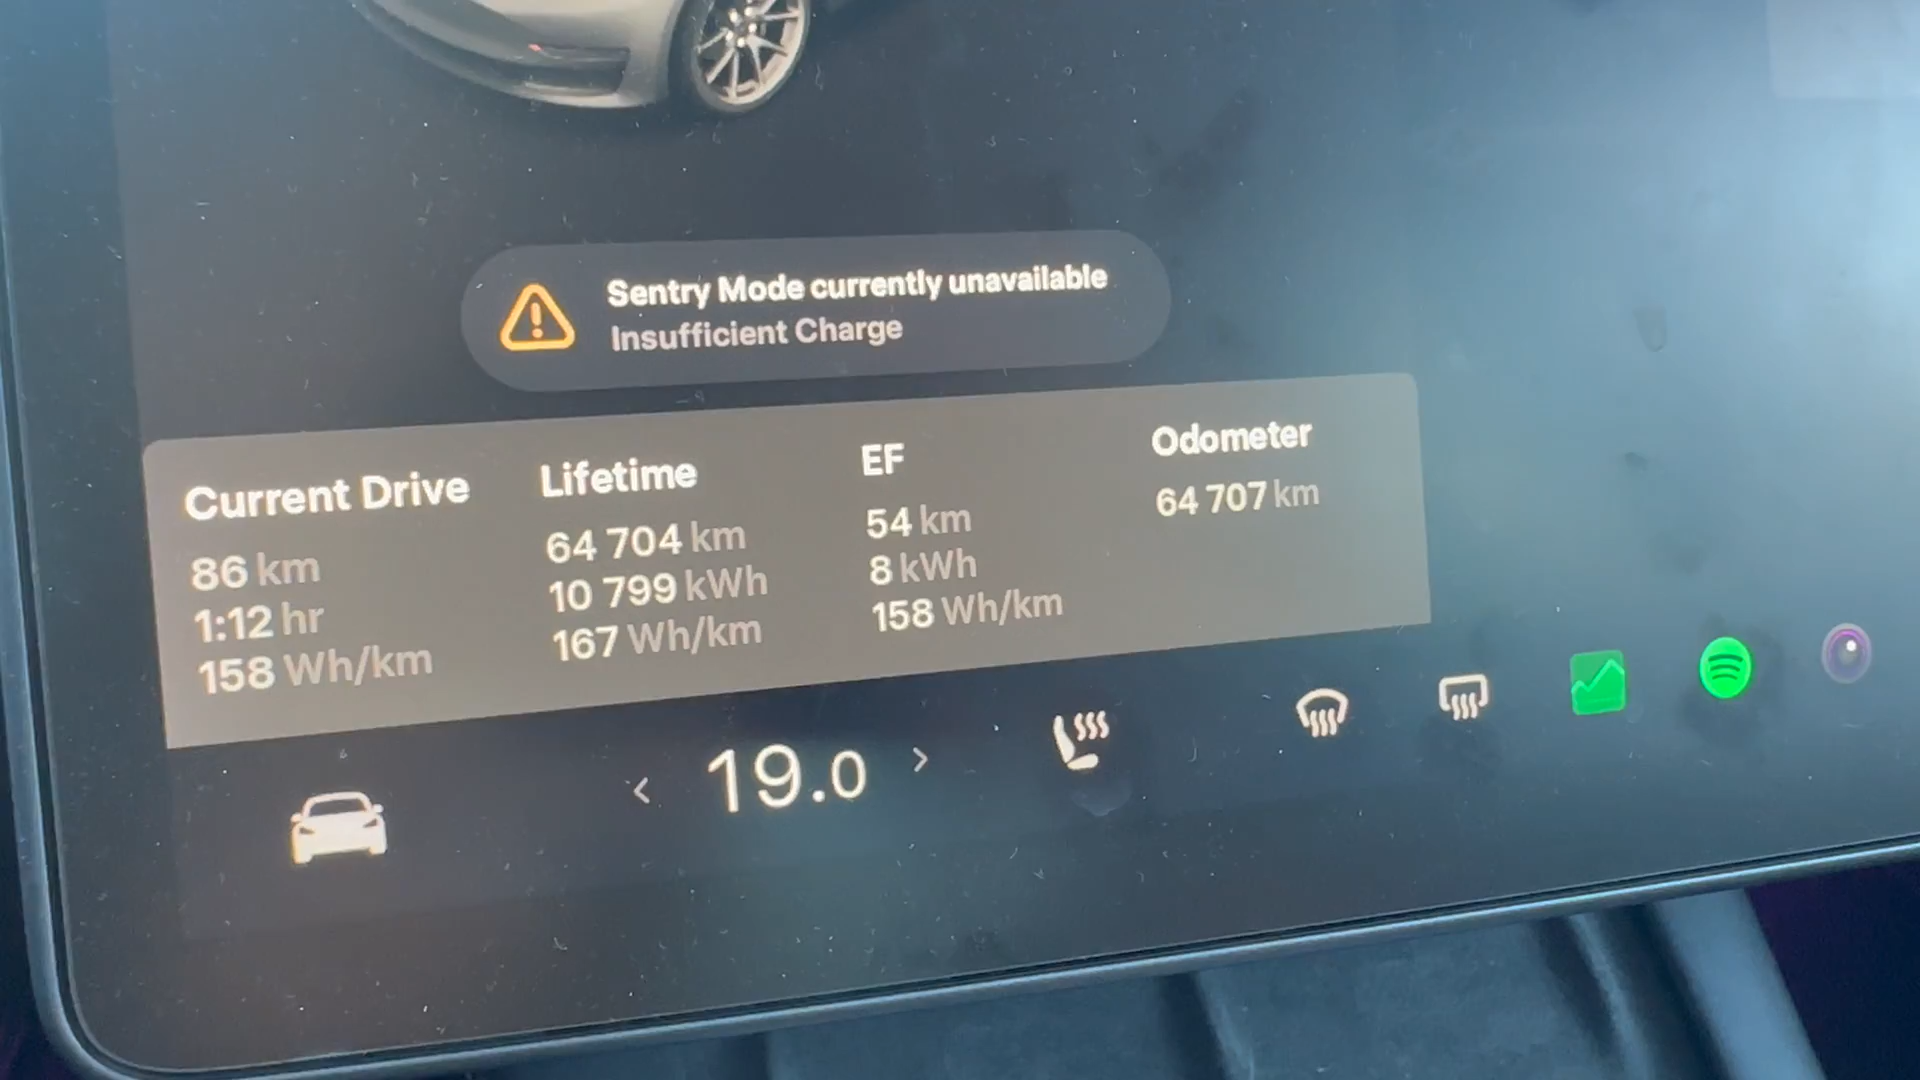 Sentry Mode currently unavailable
Insufficient Charge
Current Drive
86 km
1:12 hr
158 Wh/km
Lifetime
64 704 km
10 799 kWh
167 Wh/km
EF
54 km
8 kWh
158 Wh/km
Odometer
64 707 km
< 19.0 >